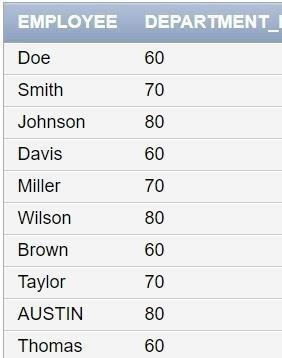 EMPLOYEE DEPARTMENT_
Doe 60
Smith 70
Johnson 80
Davis 60
Miller 70
Wilson 80
Brown 60
Taylor 70
AUSTIN 80
Thomas 60